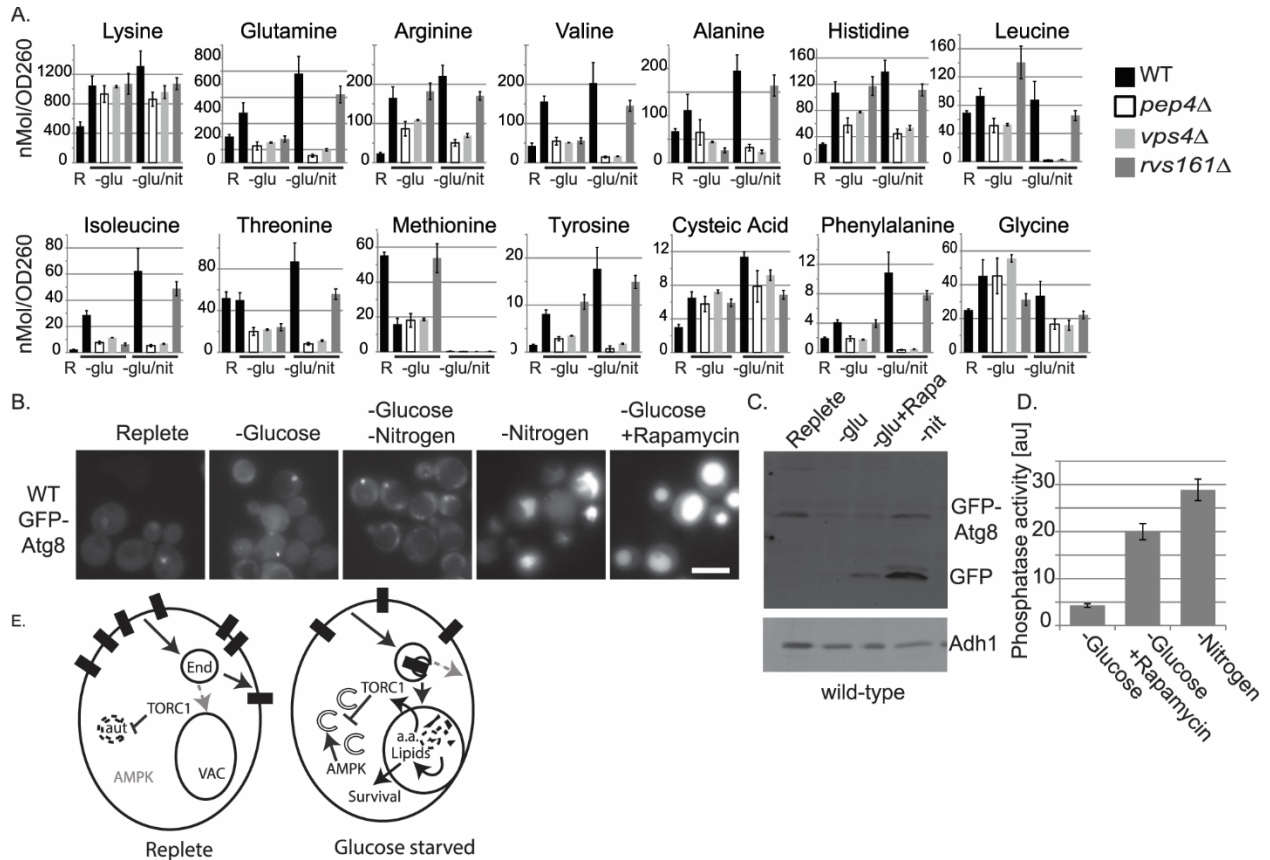 A.
Lysine Glutamine Arginine Valine Alanine Histidine Leucine
nMol/OD260
1200
800
400
0
800
600
400
200
0
200
100
0
200
100
0
200
150
100
50
0
160
120
80
40
0
160
120
80
40
0
R -glu -glu/nit R -glu -glu/nit R -glu -glu/nit R -glu -glu/nit R -glu -glu/nit R -glu -glu/nit R -glu -glu/nit
WT
pep4Δ
vps4Δ
rvs161Δ
Isoleucine Threonine Methionine Tyrosine Cysteic Acid Phenylalanine Glycine
nMol/OD260
80
60
40
20
0
80
40
0
60
40
20
0
20
10
0
12
8
4
0
12
8
4
0
60
40
20
0
R -glu -glu/nit R -glu -glu/nit R -glu -glu/nit R -glu -glu/nit R -glu -glu/nit R -glu -glu/nit R -glu -glu/nit
B.
Replete
-Glucose
-Glucose
-Nitrogen
-Nitrogen
-Glucose
+Rapamycin
WT
GFP-
Atg8
C.
Replete
-glu
-glu+Rapa
-nit
GFP-
Atg8
GFP
Adh1
wild-type
D.
Phosphatase activity [au]
30
20
10
0
-Glucose
-Glucose
+Rapamycin
-Nitrogen
E.
End
TORC1
aut
AMPK
VAC
Replete
TORC1
a.a.
Lipids
AMPK
Survival
Glucose starved